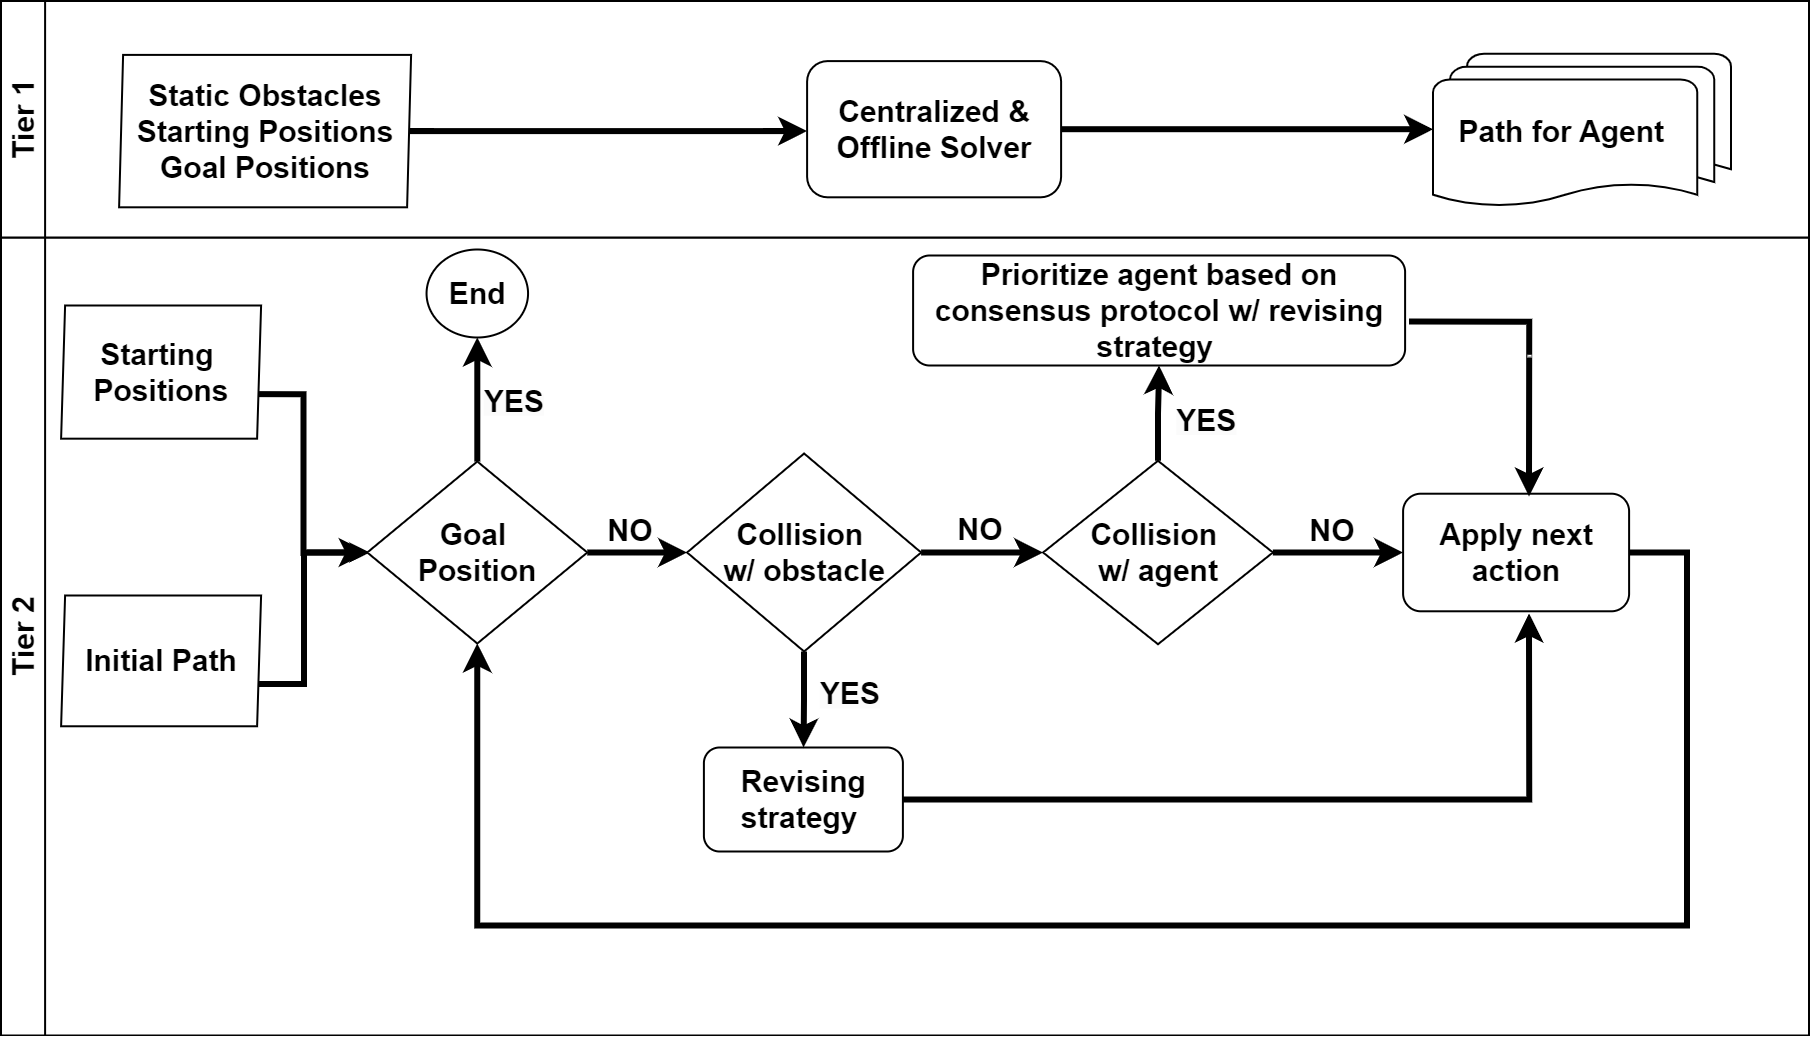 Tier 1
Static Obstacles
Starting Positions
Goal Positions
Centralized &
Offline Solver
Path for Agent
Tier 2
Starting
Positions
Initial Path
End
YES
Goal
Position
NO
Collision
w/ obstacle
YES
Revising
strategy
NO
Collision
w/ agent
YES
Prioritize agent based on
consensus protocol w/ revising
strategy
NO
Apply next
action